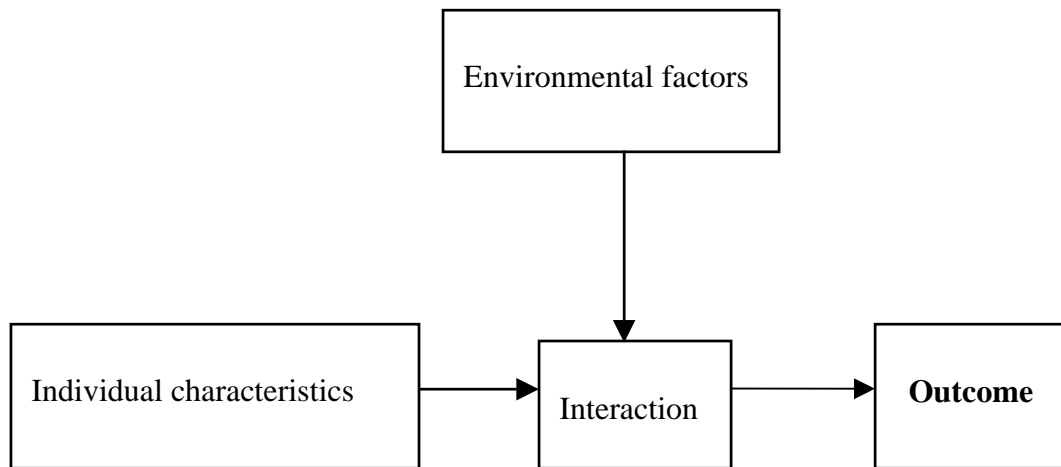 Environmental factors
Individual characteristics
Interaction
Outcome